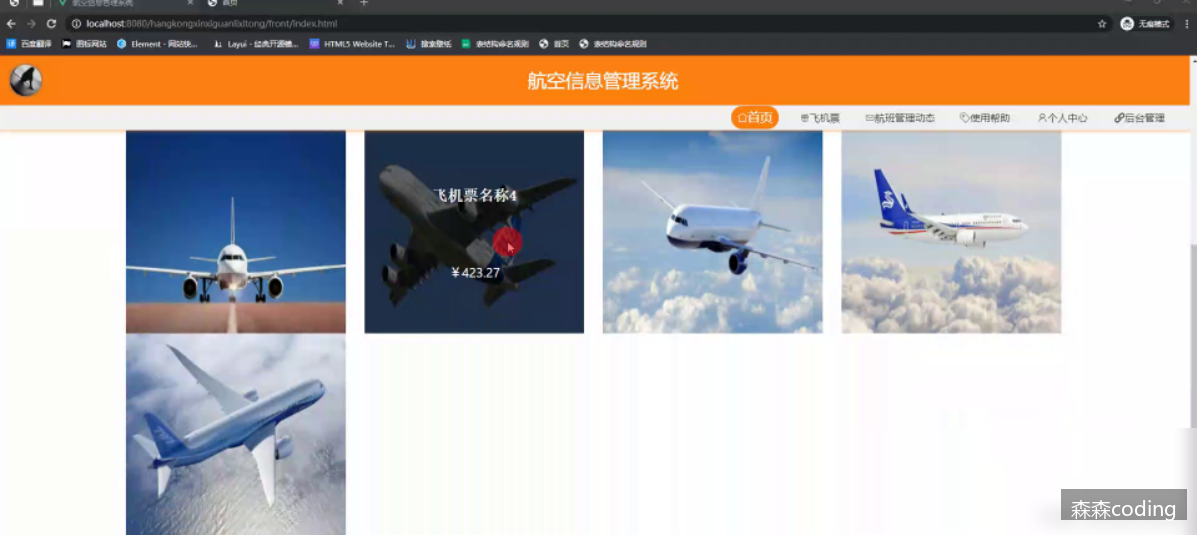 航空信息管理系统
首页
localhost:8080/hangkongxinxiguanlixitong/front/index.html
无痕模式
百度翻译
图标网站
Element - 网站快...
Layui - 经典开源模...
HTML5 Website T...
搜索壁纸
表结构命名规则
首页
表结构命名规则
航空信息管理系统
首页
飞机票
航班管理动态
使用帮助
个人中心
后台管理
飞机票名称4
¥423.27
森森coding